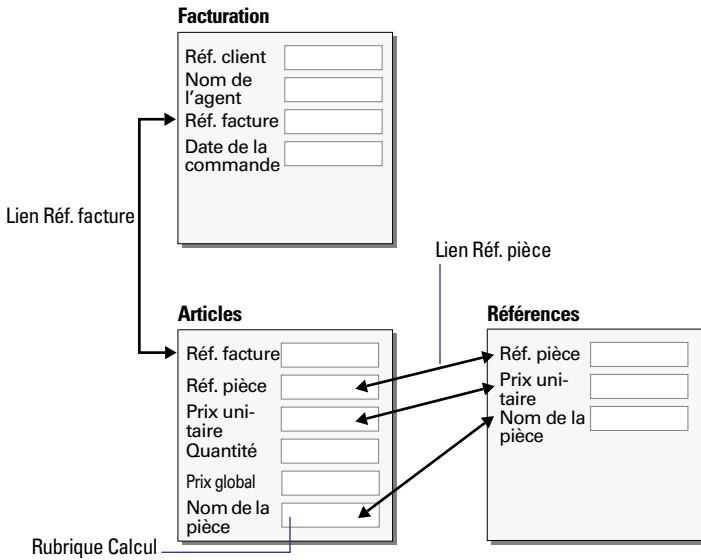 Facturation
Réf. client
Nom de
l'agent
Réf. facture
Date de la
commande
Lien Réf. facture
Lien Réf. pièce
Articles
Réf. facture
Réf. pièce
Prix uni-
taire
Quantité
Prix global
Nom de la
pièce
Rubrique Calcul
Références
Réf. pièce
Prix uni-
taire
Nom de la
pièce